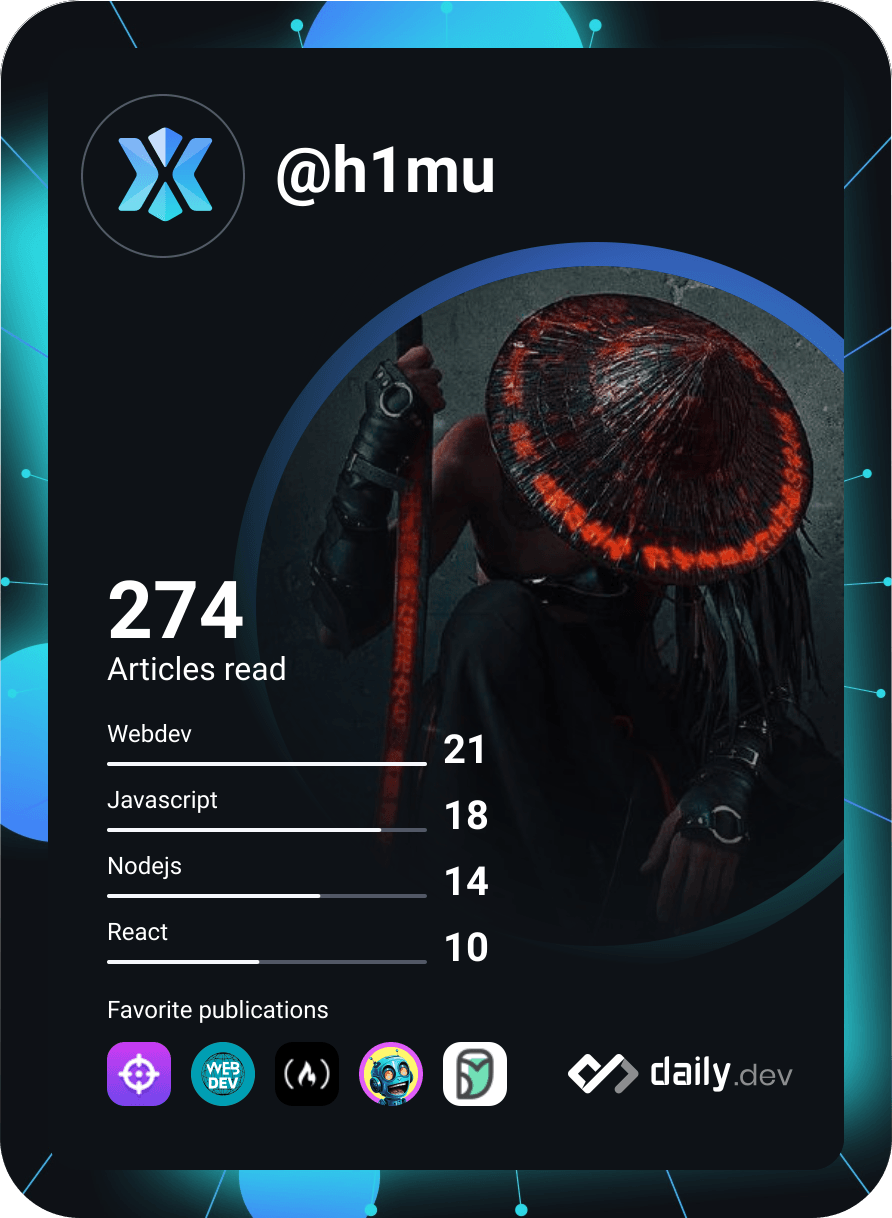 @h1mu
274
Articles read
Webdev
21
Javascript
18
Nodejs
14
React
10
Favorite publications
WEB
DEV
daily.dev